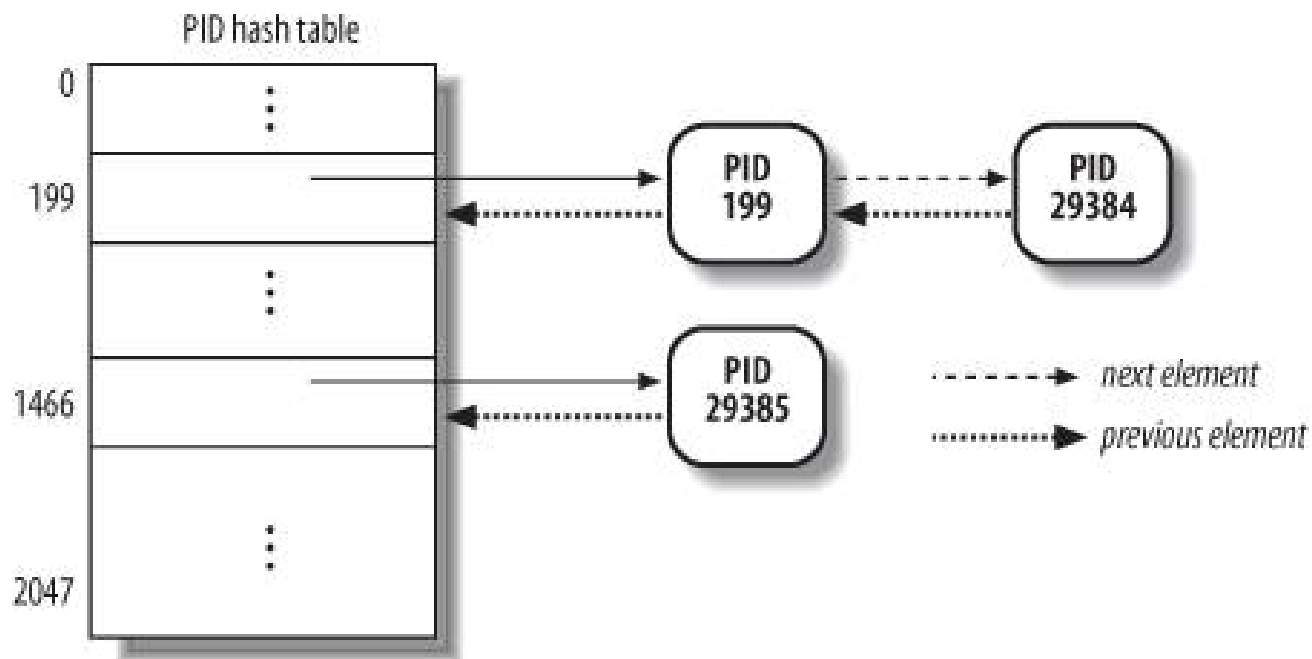 PID hash table
0
199
PID
199
PID
29384
1466
PID
29385
next element
previous element
2047